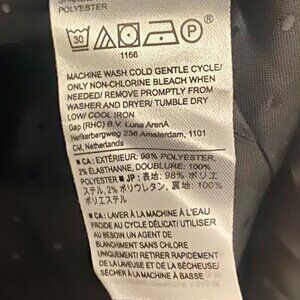 POLYESTER
30
P
1166
MACHINE WASH COLD GENTLE CYCLE/
ONLY NON-CHLORINE BLEACH WHEN
NEEDED/ REMOVE PROMPTLY FROM
WASHER AND DRYER/ TUMBLE DRY
LOW/ COOL IRON
Gap (RHC) B.V. Luna ArenA
Herikerbergweg 238 Amsterdam, 1101
CM, Netherlands
■ CA: EXTÉRIEUR: 98% POLYESTER,
2% ÉLASTHANNE, DOUBLURE: 100%
POLYESTER ■ JP : 表地: 98% ポリエ
ステル, 2% ポリウレタン, 裏地: 100%
ポリエステル
■ CA : LAVER À LA MACHINE À L'EAU
FROIDE AU CYCLE DÉLICAT/ UTILISER
AU BESOIN UN AGENT DE
BLANCHIMENT SANS CHLORE
UNIQUEMENT/ RETIRER RAPIDEMENT
DE LA LAVEUSE ET DE LA SÉCHEUSE/
SÉCHER À LA MACHINE À BASSE